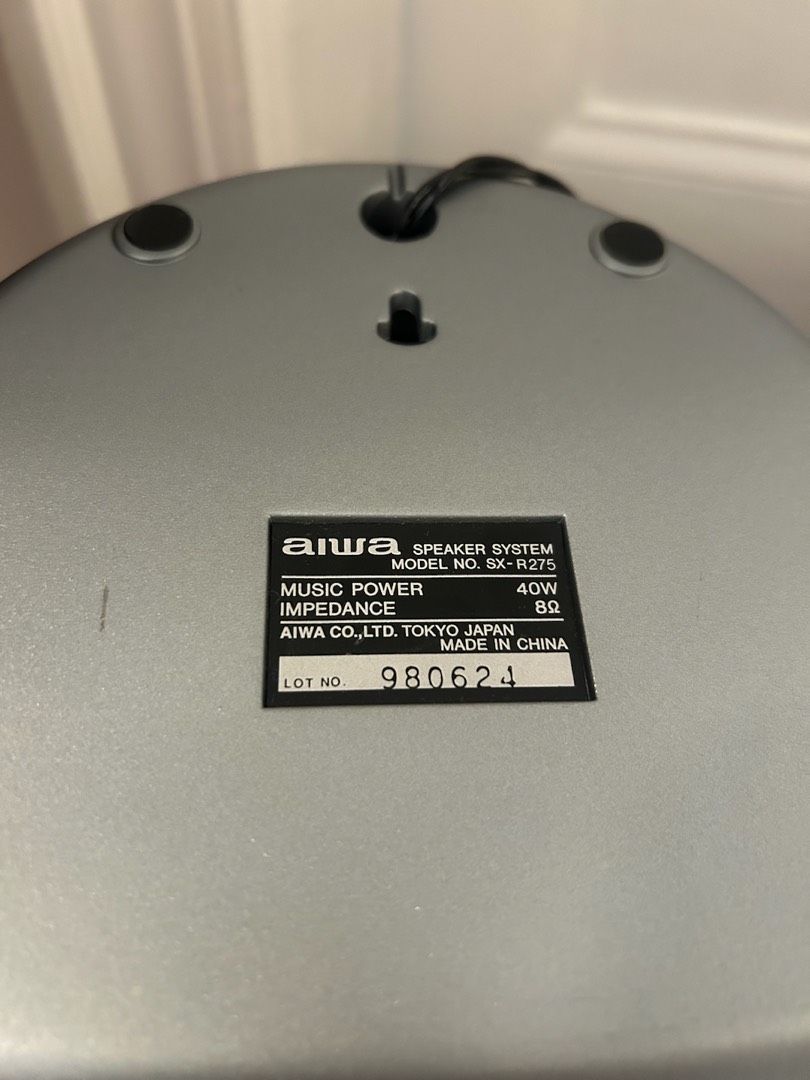 aiwa SPEAKER SYSTEM
MODEL NO. SX-R275
MUSIC POWER 40W
IMPEDANCE 8Ω
AIWA CO.,LTD. TOKYO JAPAN
MADE IN CHINA
LOT NO. 980624